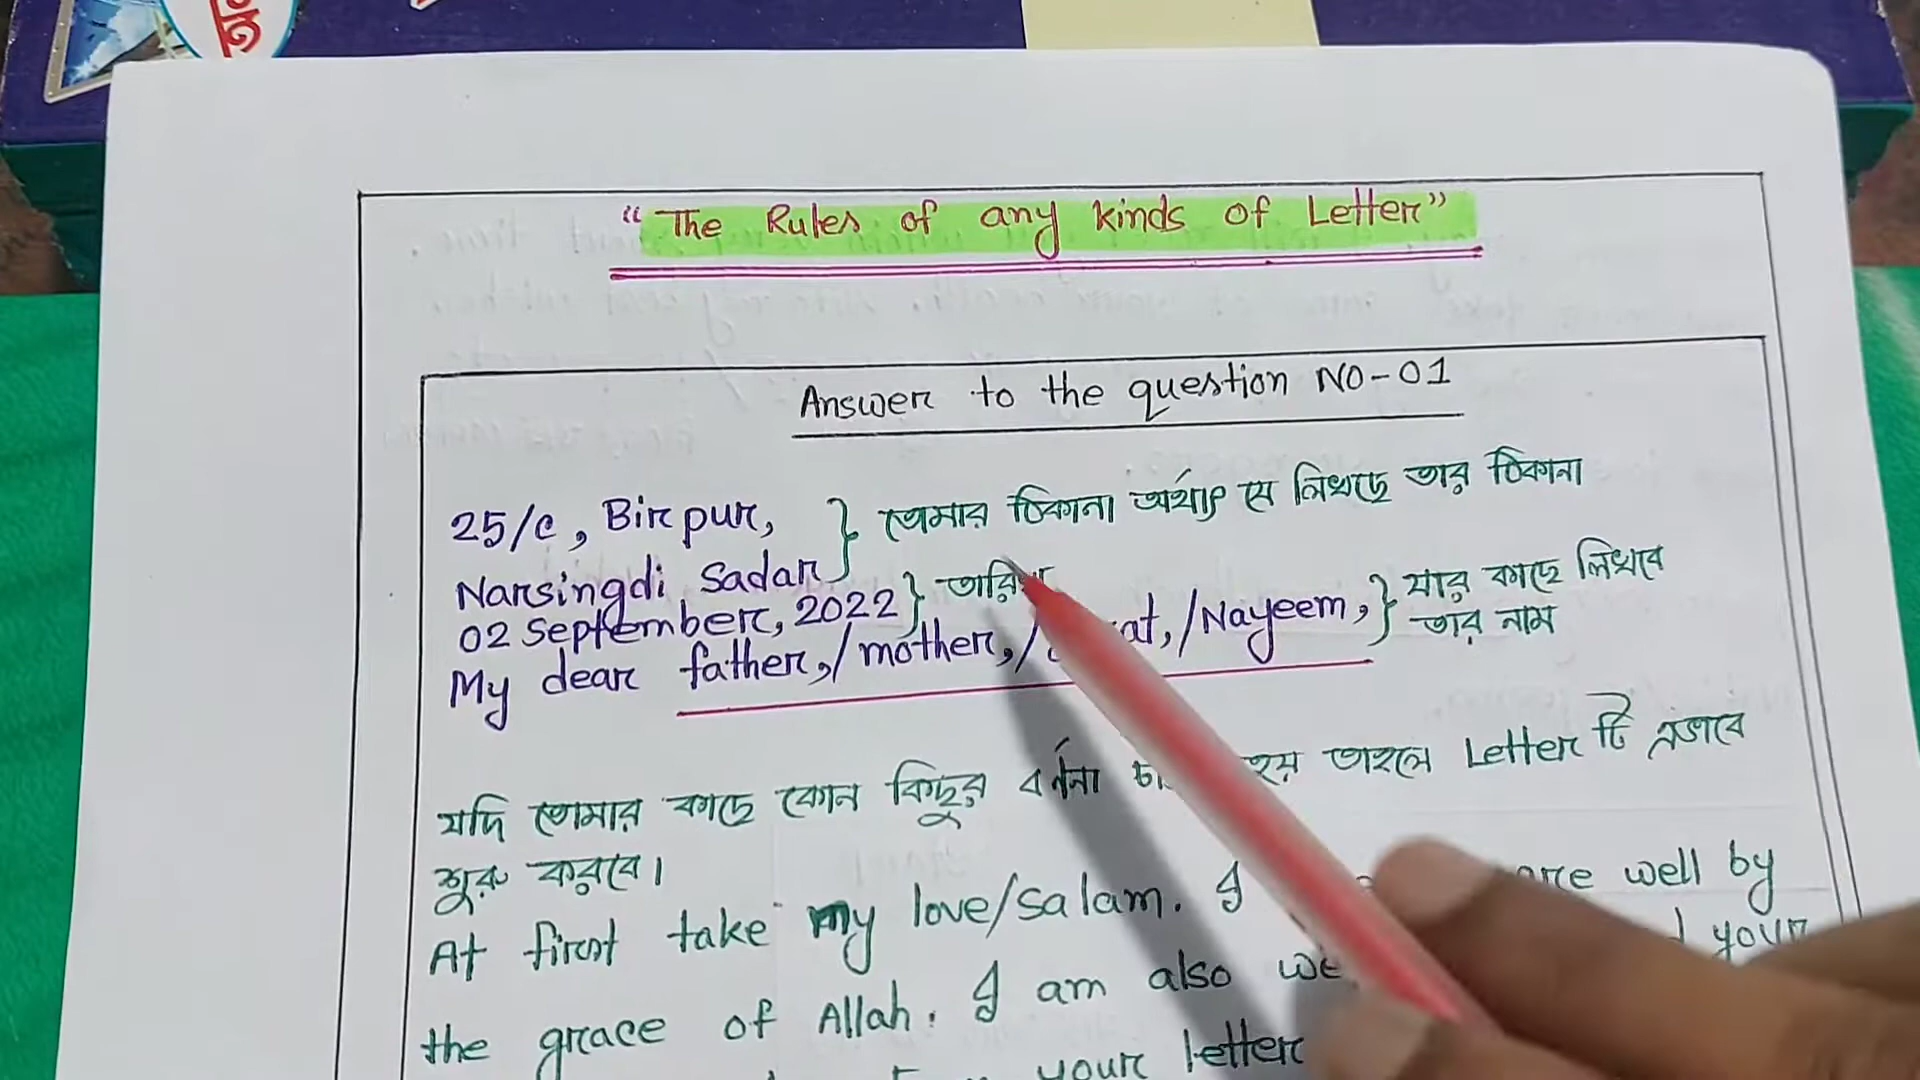 "The Rules of any kinds of Letter"
Answer to the question NO-01
25/c, Birpur, } তোমার ঠিকানা অর্থাৎ যে লিখছে তার ঠিকানা
Narsingdi Sadar
02 September, 2022 } তারিখ
My dear father,/mother,/ /Nayeem, } যার কাছে লিখবে
তার নাম
যদি তোমার কাছে কোন কিছুর বর্ণনা হয় তাহলে Letter টি এভাবে
শুরু করবে।
At first take my love/salam. I are well by
the grace of Allah. I am also your
your letter